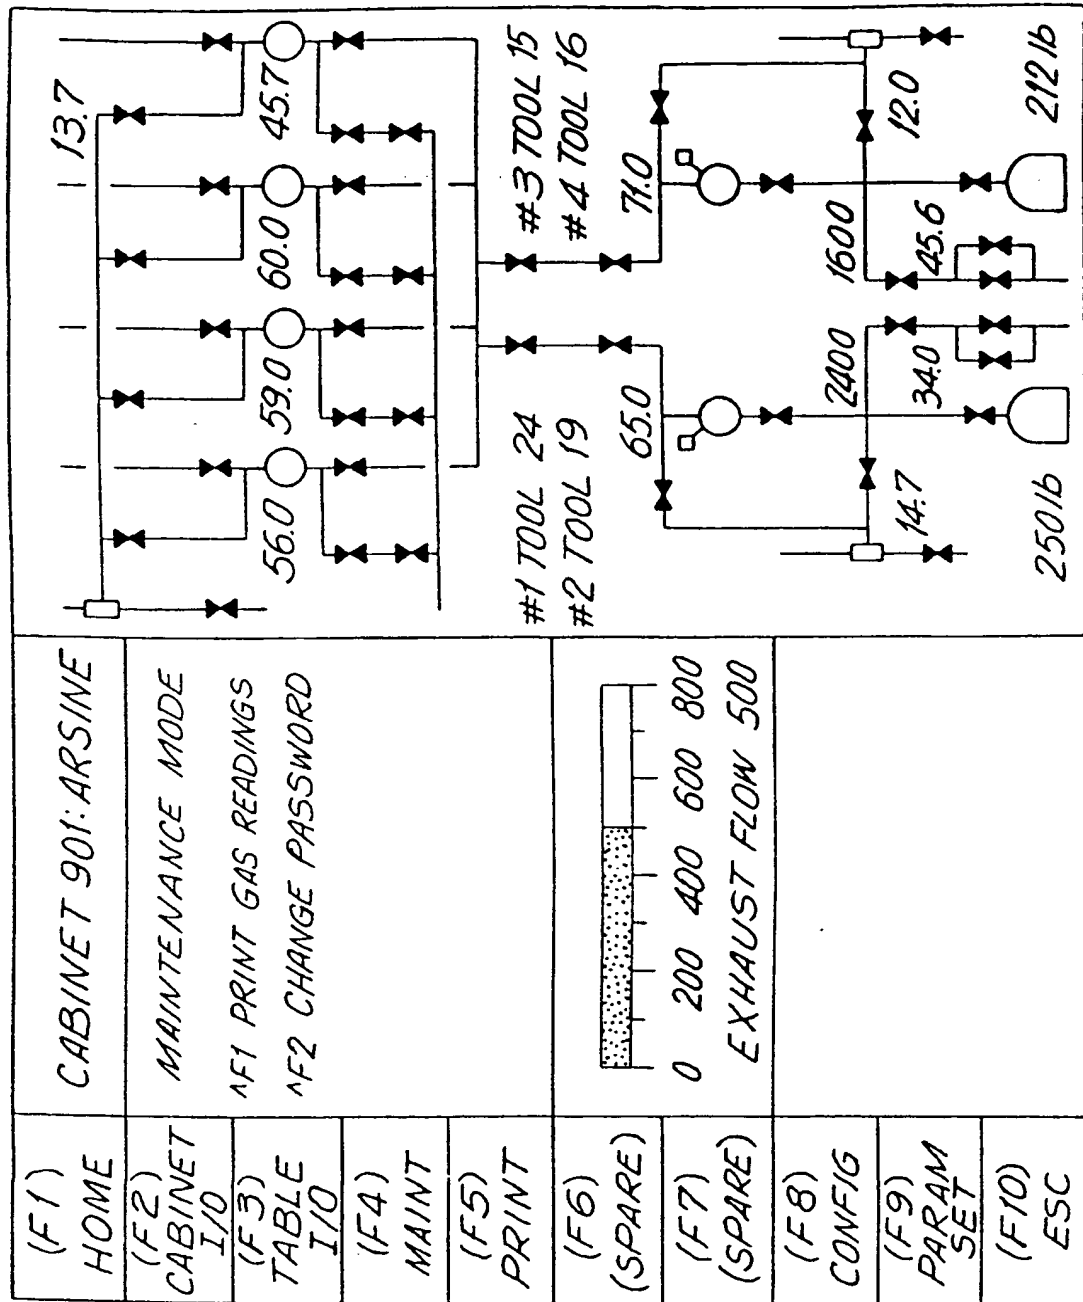 (F1)
HOME
(F2)
CABINET
I/O
(F3)
TABLE
I/O
(F4)
MAINT
(F5)
PRINT
(F6)
(SPARE)
(F7)
(SPARE)
(F8)
CONFIG
(F9)
PARAM
SET
(F10)
ESC
CABINET 901: ARSINE
MAINTENANCE MODE
^F1 PRINT GAS READINGS
^F2 CHANGE PASSWORD
0 200 400 600 800
EXHAUST FLOW 500
13.7
56.0 59.0 60.0 45.7
#1 TOOL 24 #3 TOOL 15
#2 TOOL 19 #4 TOOL 16
65.0 71.0
2400 1600
14.7 34.0 45.6 12.0
250 lb 212 lb